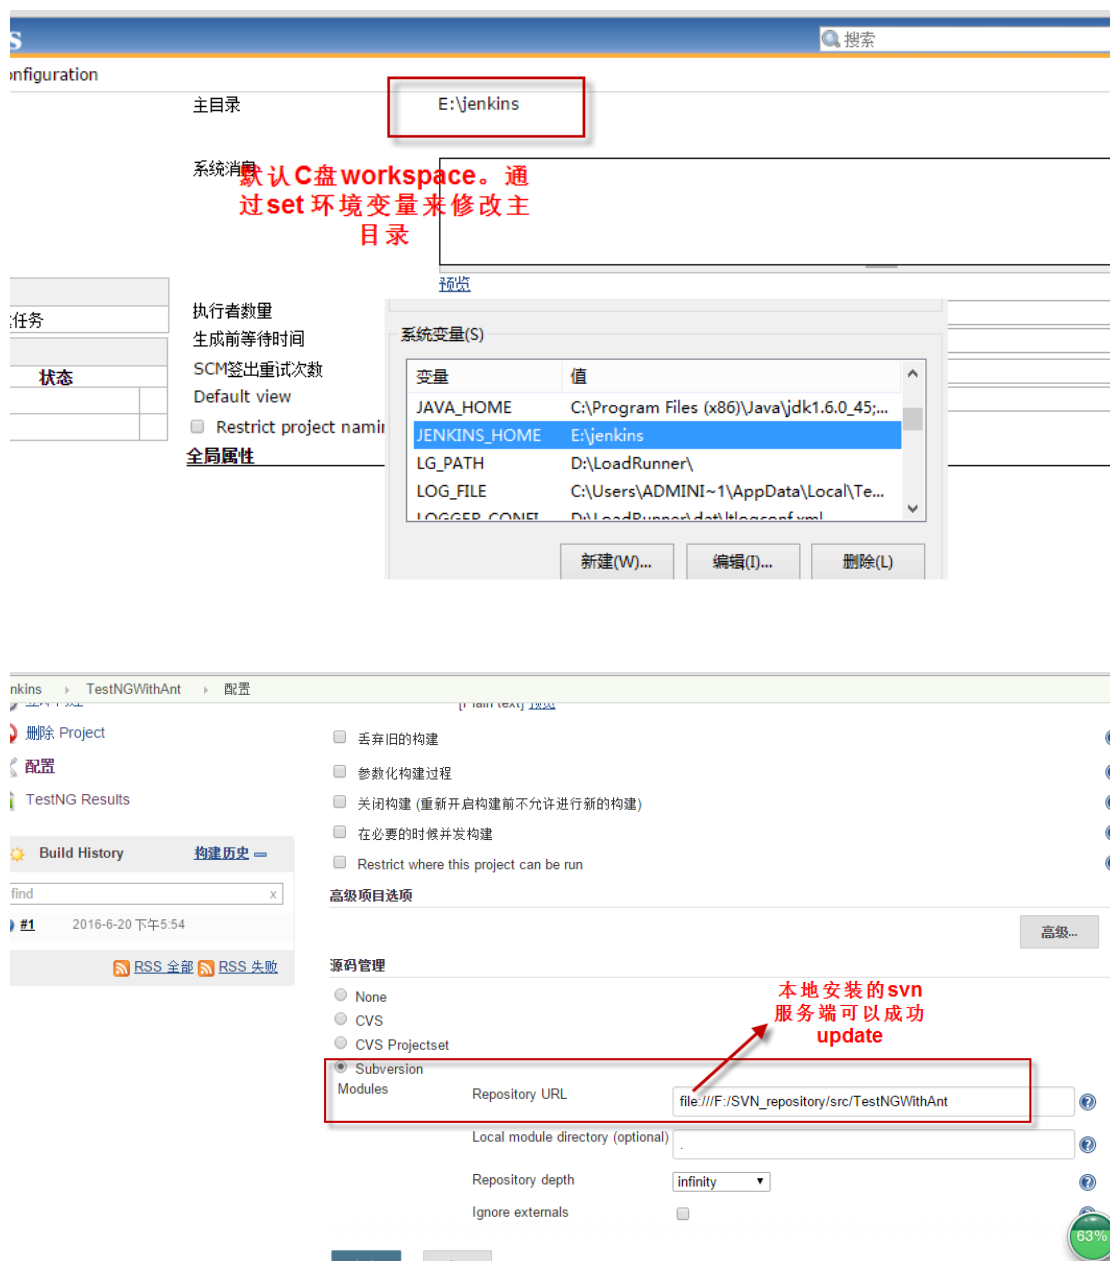 s
搜索
onfiguration
主目录
E:\jenkins
系统消息
默认C盘workspace。通
过set 环境变量来修改主
目录
预览
任务
状态
执行者数量
生成前等待时间
SCM签出重试次数
Default view
Restrict project namin
全局属性
系统变量(S)
变量 值
JAVA_HOME C:\Program Files (x86)\Java\jdk1.6.0_45;...
JENKINS_HOME E:\jenkins
LG_PATH D:\LoadRunner\
LOG_FILE C:\Users\ADMINI~1\AppData\Local\Te...
LOGGER_CONFI D:\LoadRunner\dat\ltlogconf.xml
新建(W)... 编辑(I)... 删除(L)
nkins TestNGWithAnt 配置
[Plain text] 预览
删除 Project
配置
TestNG Results
Build History 构建历史
find x
#1 2016-6-20 下午5:54
RSS 全部 RSS 失败
丢弃旧的构建
参数化构建过程
关闭构建 (重新开启构建前不允许进行新的构建)
在必要的时候并发构建
Restrict where this project can be run
高级项目选项
高级...
源码管理
None
CVS
CVS Projectset
Subversion
本地安装的svn
服务端可以成功
update
Modules
Repository URL file:///F:/SVN_repository/src/TestNGWithAnt
Local module directory (optional) .
Repository depth infinity
Ignore externals
63%